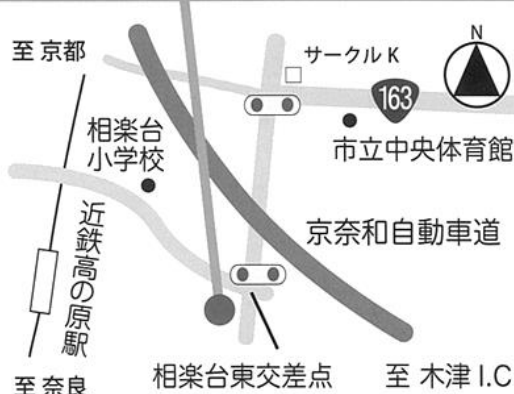 至 京都
サークルK
N
163
相楽台
小学校
市立中央体育館
京奈和自動車道
近鉄高の原駅
相楽台東交差点
至 木津 I.C
至 奈良